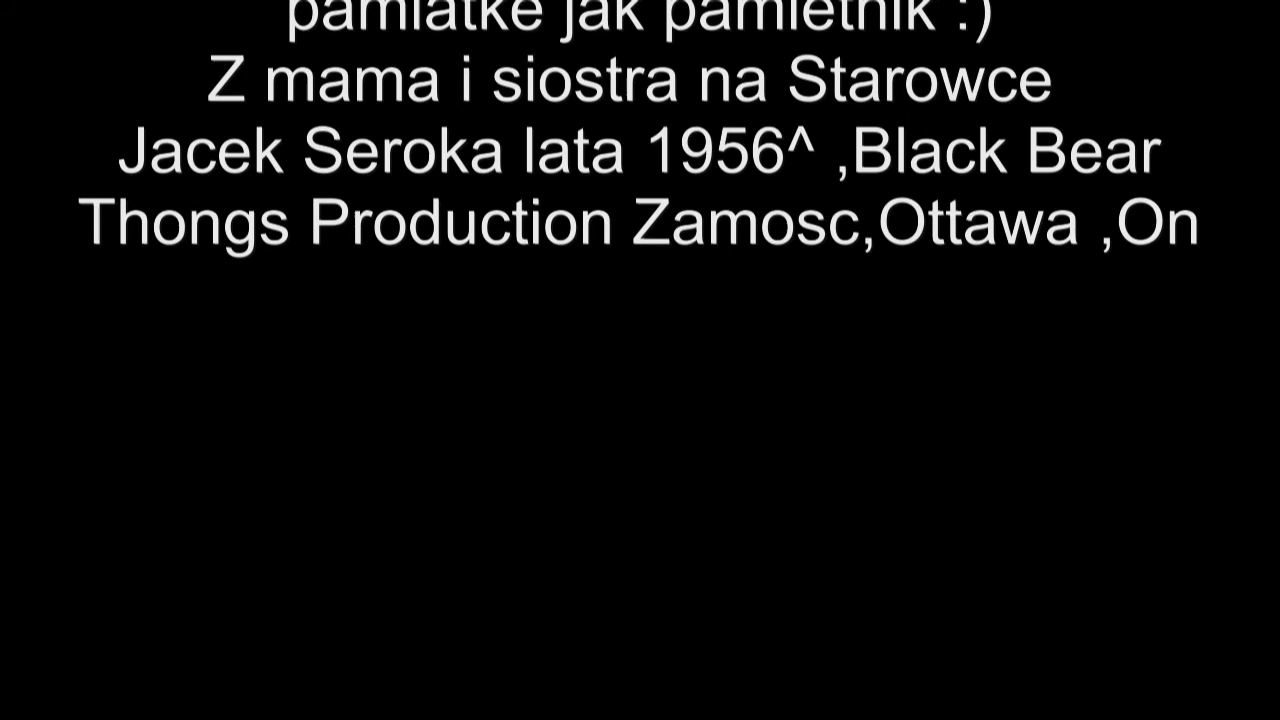 pamiatke jak pamietnik :)
Z mama i siostra na Starowce
Jacek Seroka lata 1956^ ,Black Bear
Thongs Production Zamosc,Ottawa ,On